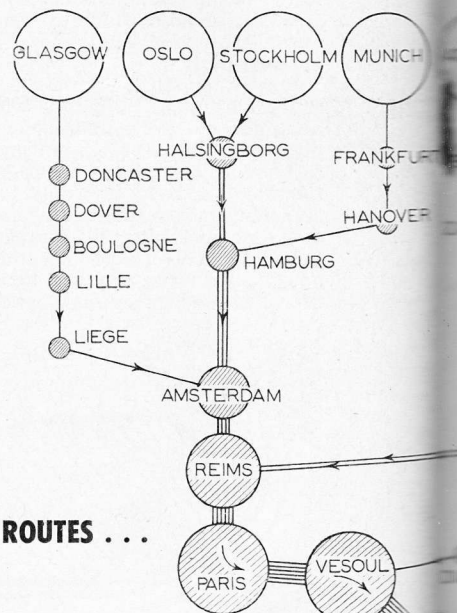 GLASGOW
OSLO
STOCKHOLM
MUNICH
HALSINGBORG
FRANKFURT
DONCASTER
DOVER
HANOVER
BOULOGNE
HAMBURG
LILLE
LIEGE
AMSTERDAM
REIMS
ROUTES . . .
PARIS
VESOUL